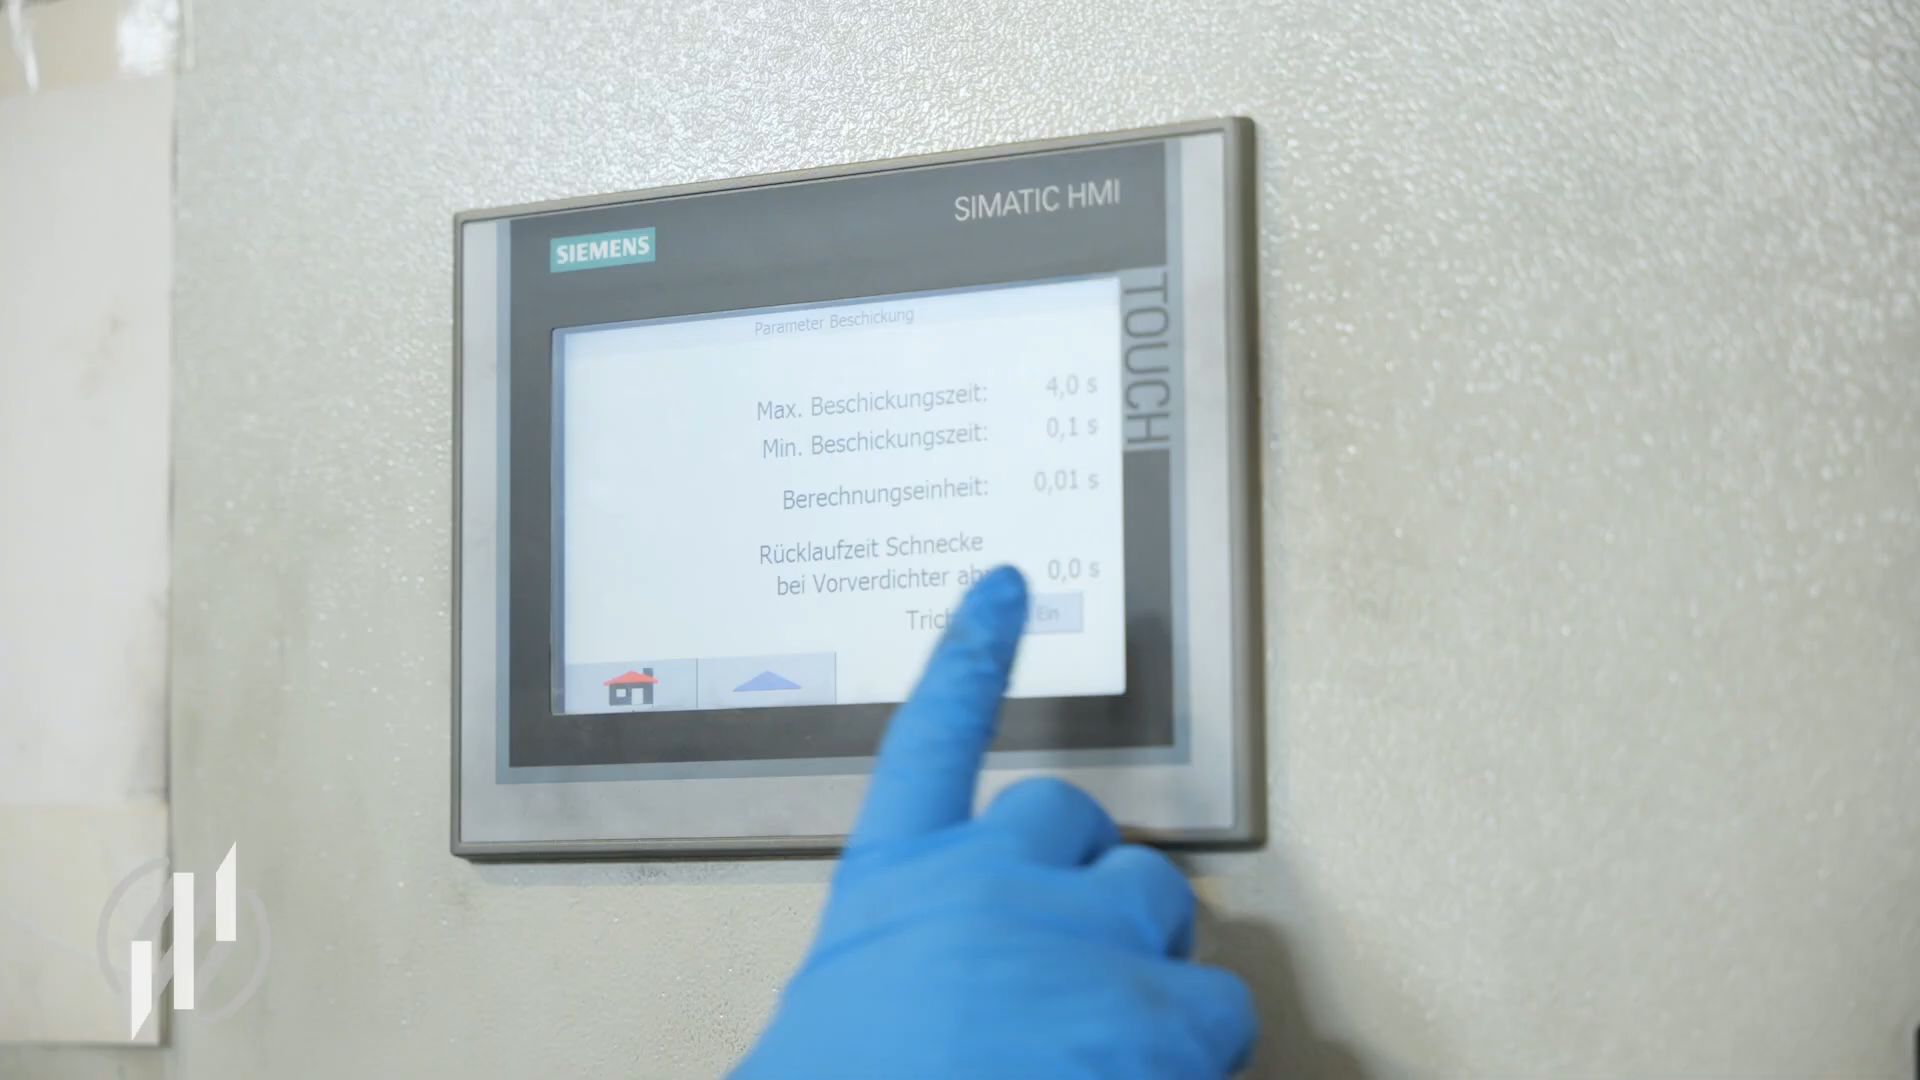 SIEMENS
SIMATIC HMI
TOUCH
Parameter Beschickung
Max. Beschickungszeit: 4,0 s
Min. Beschickungszeit: 0,1 s
Berechnungseinheit: 0,01 s
Rücklaufzeit Schnecke
bei Vorverdichter 0,0 s
Ein